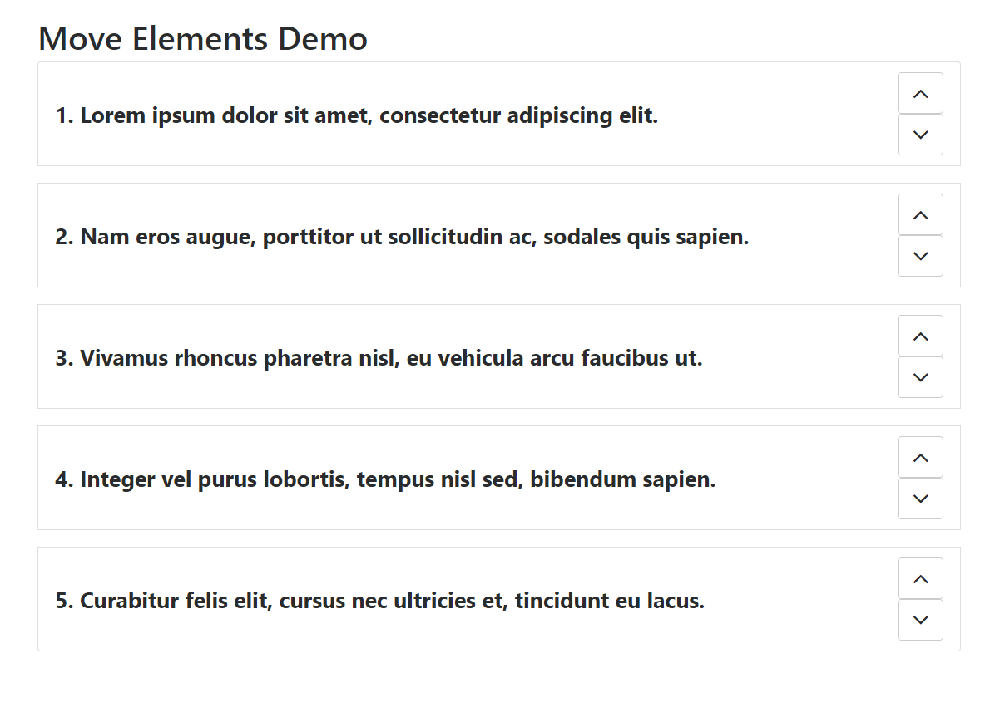 Move Elements Demo
1. Lorem ipsum dolor sit amet, consectetur adipiscing elit.
2. Nam eros augue, porttitor ut sollicitudin ac, sodales quis sapien.
3. Vivamus rhoncus pharetra nisl, eu vehicula arcu faucibus ut.
4. Integer vel purus lobortis, tempus nisl sed, bibendum sapien.
5. Curabitur felis elit, cursus nec ultricies et, tincidunt eu lacus.